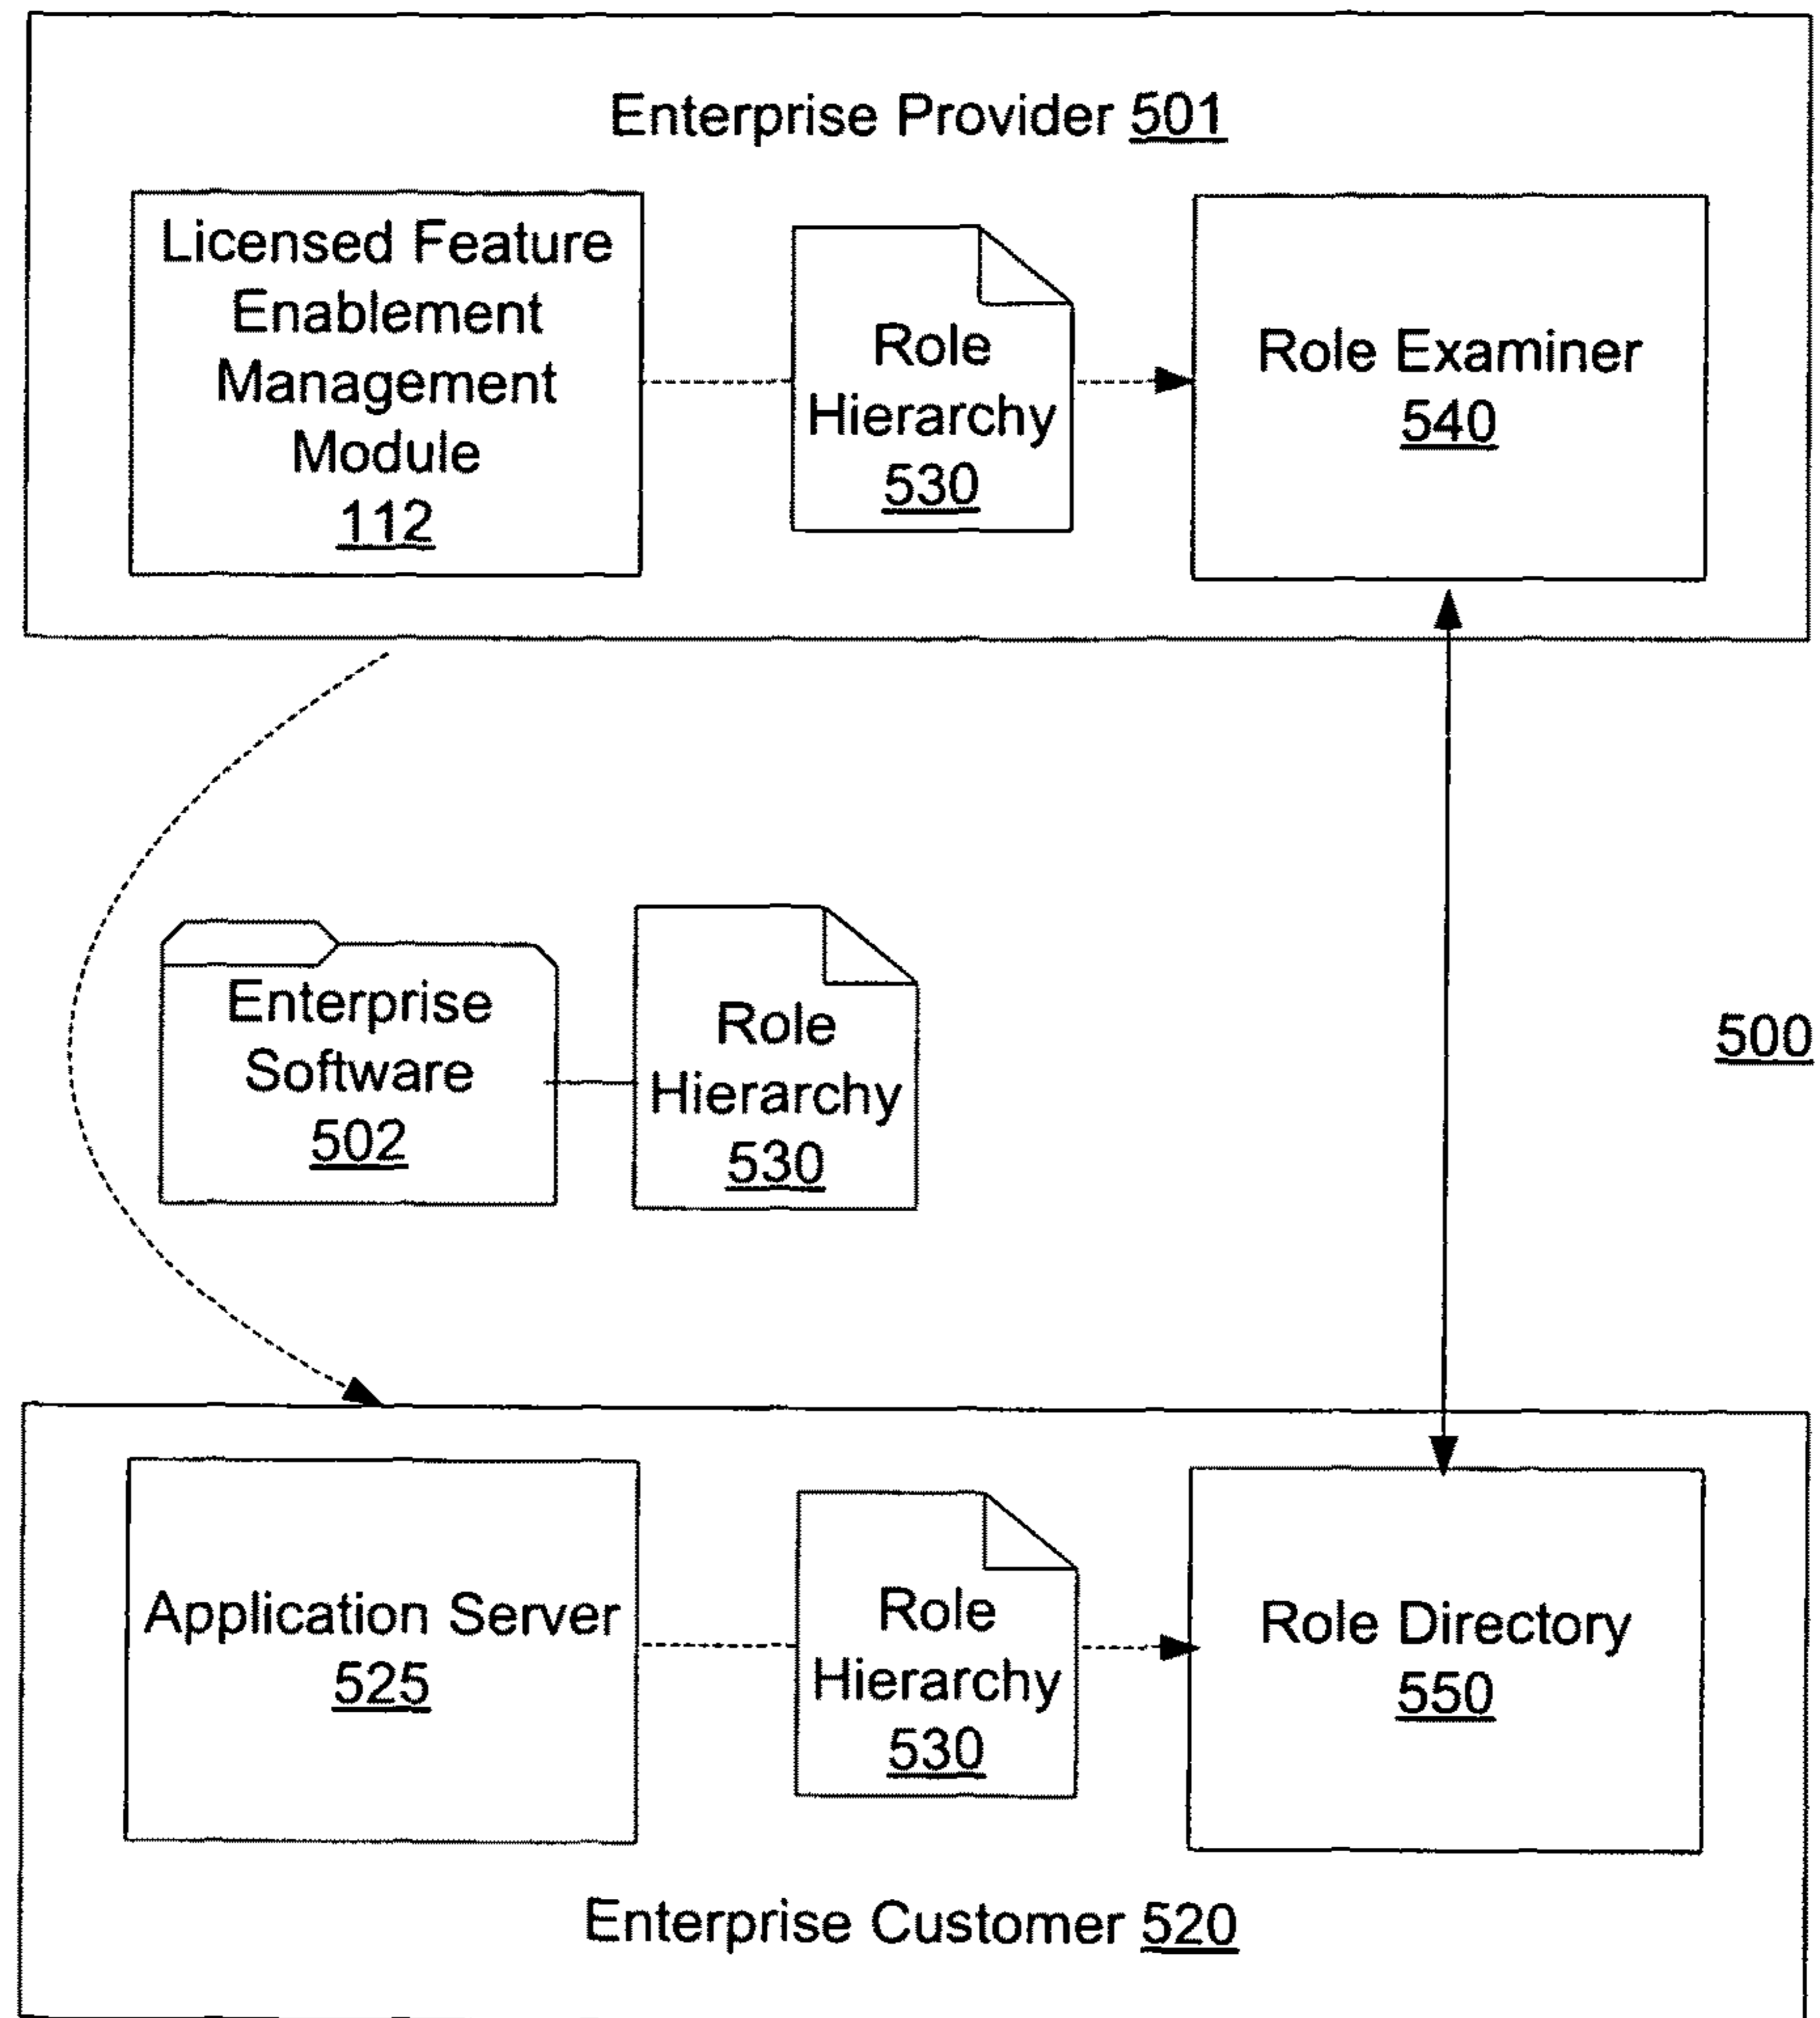 Enterprise Provider 501
Licensed Feature
Enablement
Management
Module
112
Role
Hierarchy
530
Role Examiner
540
Enterprise
Software
502
Role
Hierarchy
530
500
Application Server
525
Role
Hierarchy
530
Role Directory
550
Enterprise Customer 520